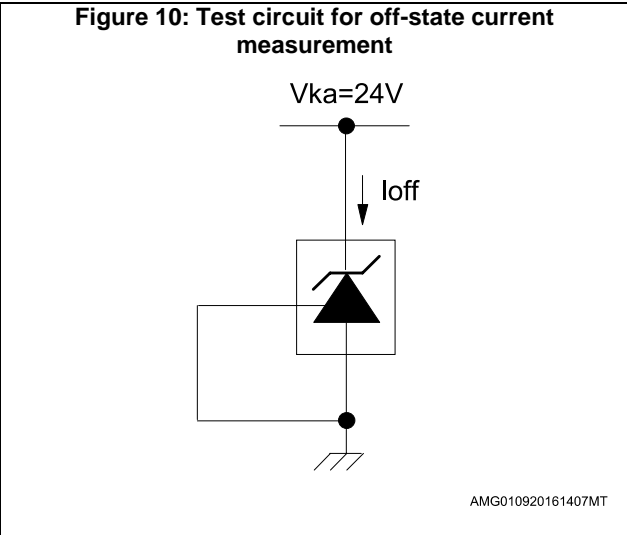 Figure 10: Test circuit for off-state current
measurement
Vka=24V
Ioff
AMG010920161407MT